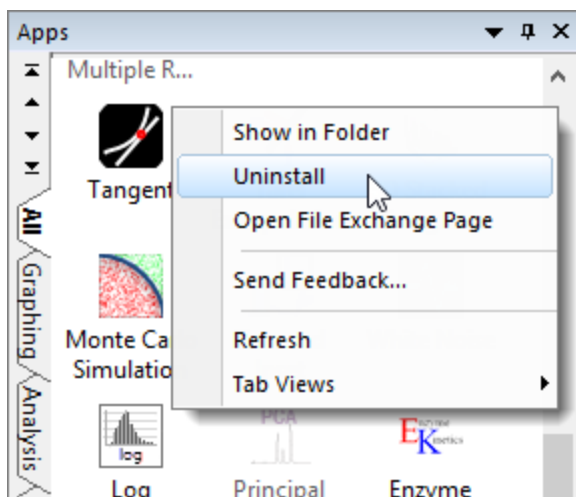 Apps
Multiple R...
Show in Folder
Uninstall
Tangent
All
Open File Exchange Page
Graphing
Send Feedback...
Monte Ca
Simulatio
Refresh
Tab Views
Analysis
PCA
log
Enzyme
Kinetics
Log
Principal
Enzyme